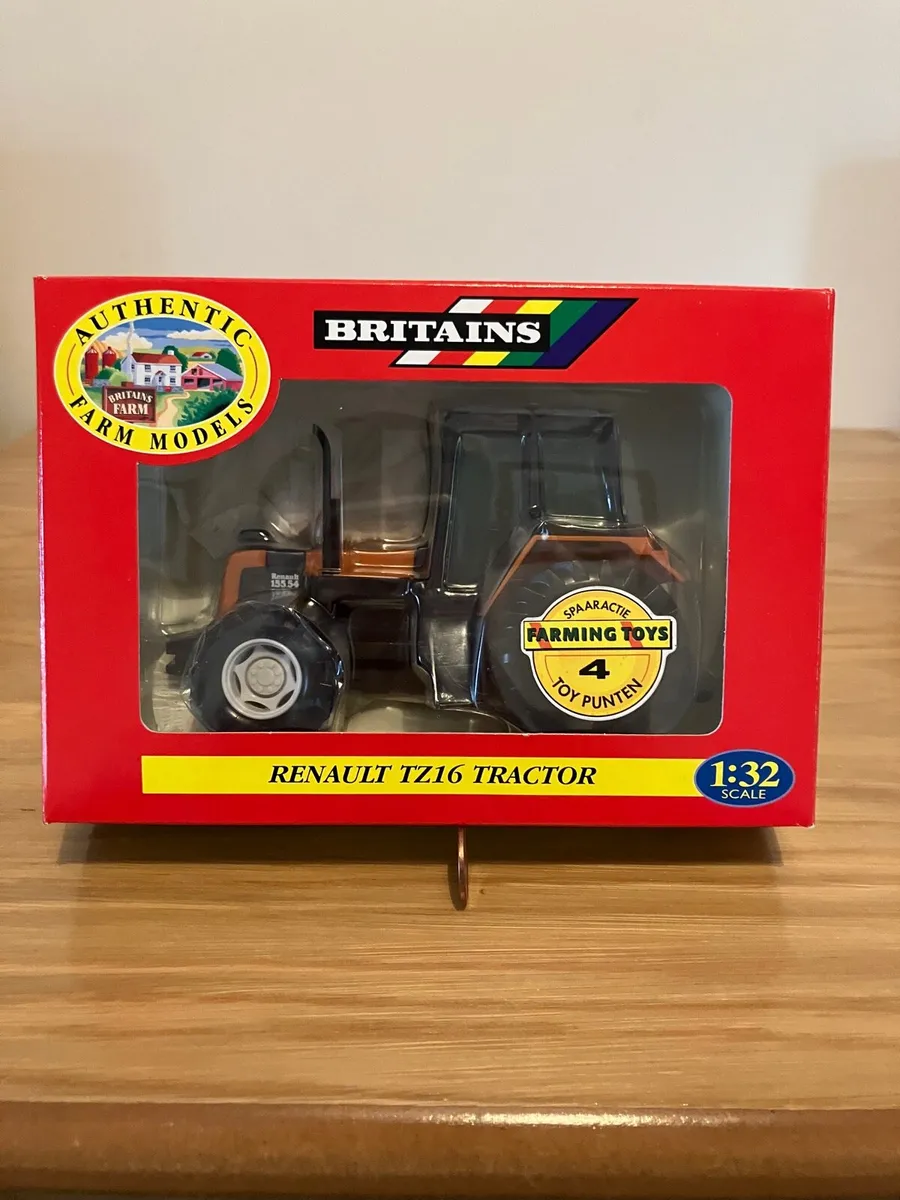 AUTHENTIC
BRITAINS
FARM
FARM MODELS
BRITAINS
Renault
155.54
SPAARACTIE
FARMING TOYS
4
TOY PUNTEN
RENAULT TZ16 TRACTOR
1:32
SCALE